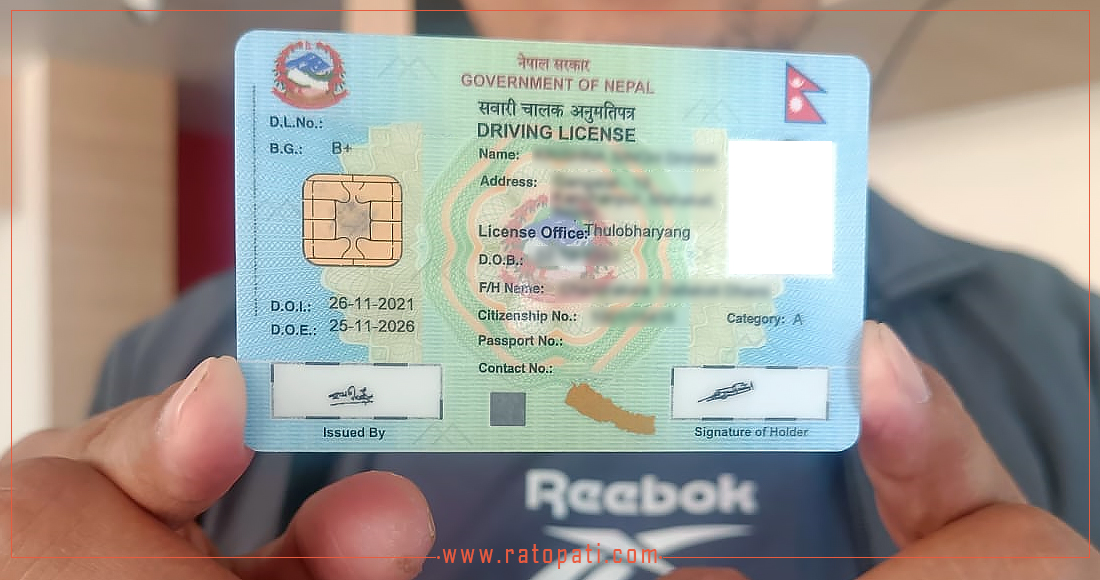 नेपाल सरकार
GOVERNMENT OF NEPAL
सवारी चालक अनुमतिपत्र
DRIVING LICENSE
D.L.No.:
B.G.: B+
Name:
Address:
License Office:Thulobharyang
D.O.B.:
F/H Name:
Citizenship No.:
Category: A
Passport No.:
Contact No.:
D.O.I.: 26-11-2021
D.O.E.: 25-11-2026
Issued By
Signature of Holder
Reebok
www.ratopati.com